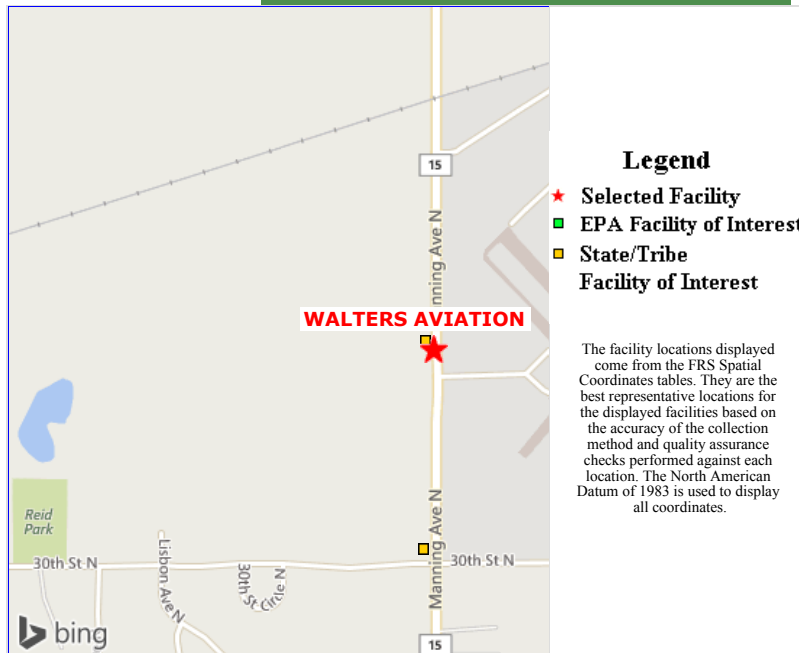 15
Manning Ave N
WALTERS AVIATION
Reid
Park
30th St N
Lisbon Ave N
30th St Circle N
Manning Ave N
30th St N
15
bing
Legend
Selected Facility
EPA Facility of Interest
State/Tribe
Facility of Interest
The facility locations displayed
come from the FRS Spatial
Coordinates tables. They are the
best representative locations for
the displayed facilities based on
the accuracy of the collection
method and quality assurance
checks performed against each
location. The North American
Datum of 1983 is used to display
all coordinates.